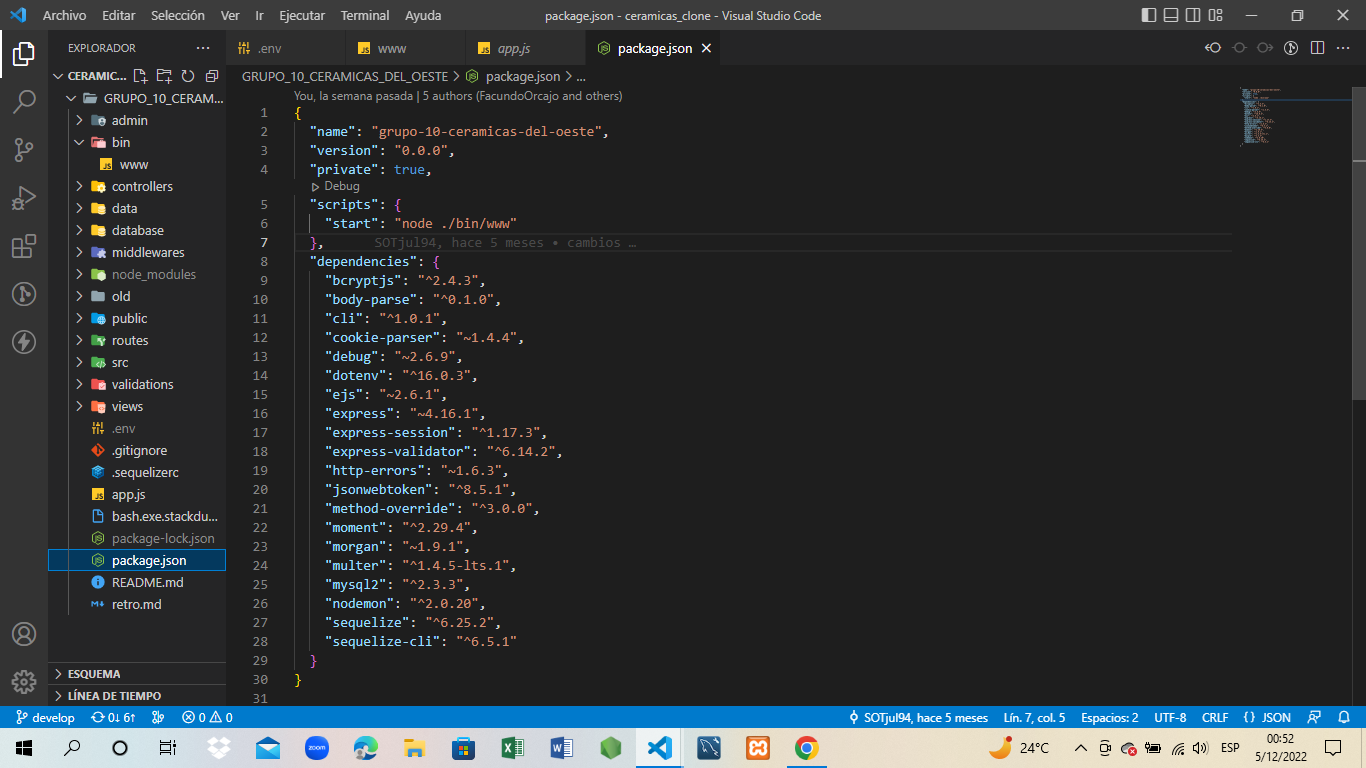 Archivo Editar Selección Ver Ir Ejecutar Terminal Ayuda
package.json - ceramicas_clone - Visual Studio Code
EXPLORADOR
CERAMIC...
GRUPO_10_CERAM...
admin
bin
www
controllers
data
database
middlewares
node_modules
old
public
routes
src
validations
views
.env
.gitignore
.sequelizerc
app.js
bash.exe.stackdu...
package-lock.json
package.json
README.md
retro.md
ESQUEMA
LÍNEA DE TIEMPO
.env www app.js package.json
GRUPO_10_CERAMICAS_DEL_OESTE > package.json > ...
You, la semana pasada | 5 authors (FacundoOrcajo and others)
1 {
2 "name": "grupo-10-ceramicas-del-oeste",
3 "version": "0.0.0",
4 "private": true,
Debug
5 "scripts": {
6 "start": "node ./bin/www"
7 }, SOTjul94, hace 5 meses • cambios …
8 "dependencies": {
9 "bcryptjs": "^2.4.3",
10 "body-parse": "^0.1.0",
11 "cli": "^1.0.1",
12 "cookie-parser": "~1.4.4",
13 "debug": "~2.6.9",
14 "dotenv": "^16.0.3",
15 "ejs": "~2.6.1",
16 "express": "~4.16.1",
17 "express-session": "^1.17.3",
18 "express-validator": "^6.14.2",
19 "http-errors": "~1.6.3",
20 "jsonwebtoken": "^8.5.1",
21 "method-override": "^3.0.0",
22 "moment": "^2.29.4",
23 "morgan": "~1.9.1",
24 "multer": "^1.4.5-lts.1",
25 "mysql2": "^2.3.3",
26 "nodemon": "^2.0.20",
27 "sequelize": "^6.25.2",
28 "sequelize-cli": "^6.5.1"
29 }
30 }
31
develop 0↓ 6↑ 0 0 SOTjul94, hace 5 meses Lín. 7, col. 5 Espacios: 2 UTF-8 CRLF {} JSON
zoom 24°C ESP 00:52
5/12/2022